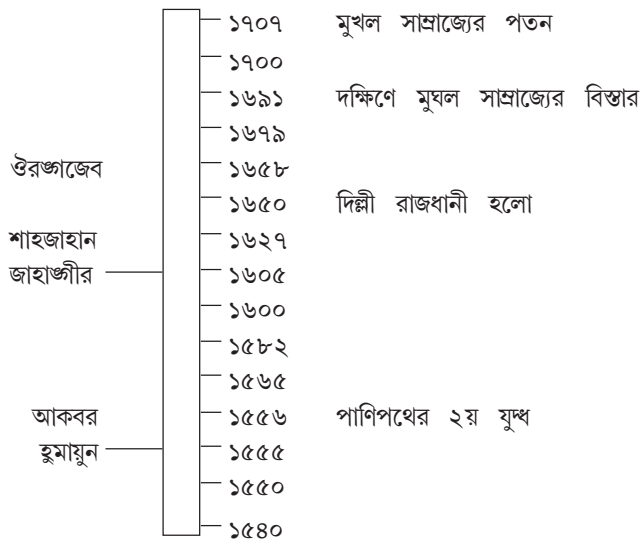 ১৭০৭ মুখল সাম্রাজ্যের পতন
১৭০০
১৬৯১ দক্ষিণে মুঘল সাম্রাজ্যের বিস্তার
১৬৭৯
ঔরঙ্গজেব ১৬৫৮
১৬৫০ দিল্লী রাজধানী হলো
শাহজাহান ১৬২৭
জাহাঙ্গীর ১৬০৫
১৬০০
১৫৮২
১৫৬৫
আকবর ১৫৫৬ পাণিপথের ২য় যুদ্ধ
হুমায়ুন ১৫৫৫
১৫৫০
১৫৪০